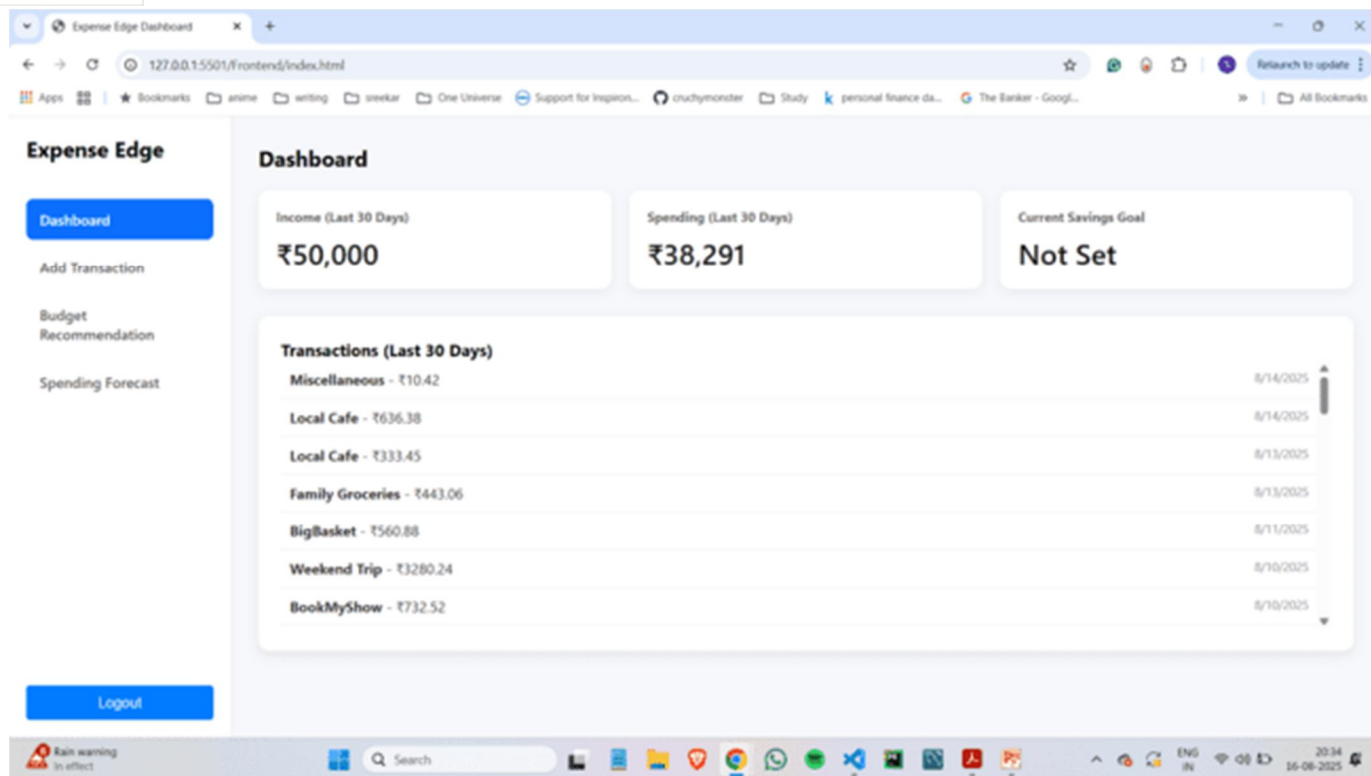 Expense Edge Dashboard
127.0.0.1:5501/Frontend/index.html
Relaunch to update
Apps
Bookmarks
anime
writing
sreekar
One Universe
Support for Inspiron...
cruchymonster
Study
personal finance da...
The Banker - Googl...
All Bookmarks
Expense Edge
Dashboard
Add Transaction
Budget
Recommendation
Spending Forecast
Logout
Dashboard
Income (Last 30 Days)
₹50,000
Spending (Last 30 Days)
₹38,291
Current Savings Goal
Not Set
Transactions (Last 30 Days)
Miscellaneous - ₹10.42 8/14/2025
Local Cafe - ₹636.38 8/14/2025
Local Cafe - ₹333.45 8/13/2025
Family Groceries - ₹443.06 8/13/2025
BigBasket - ₹560.88 8/11/2025
Weekend Trip - ₹3280.24 8/10/2025
BookMyShow - ₹732.52 8/10/2025
Rain warning
In effect
Search
ENG
IN
20:34
16-08-2025